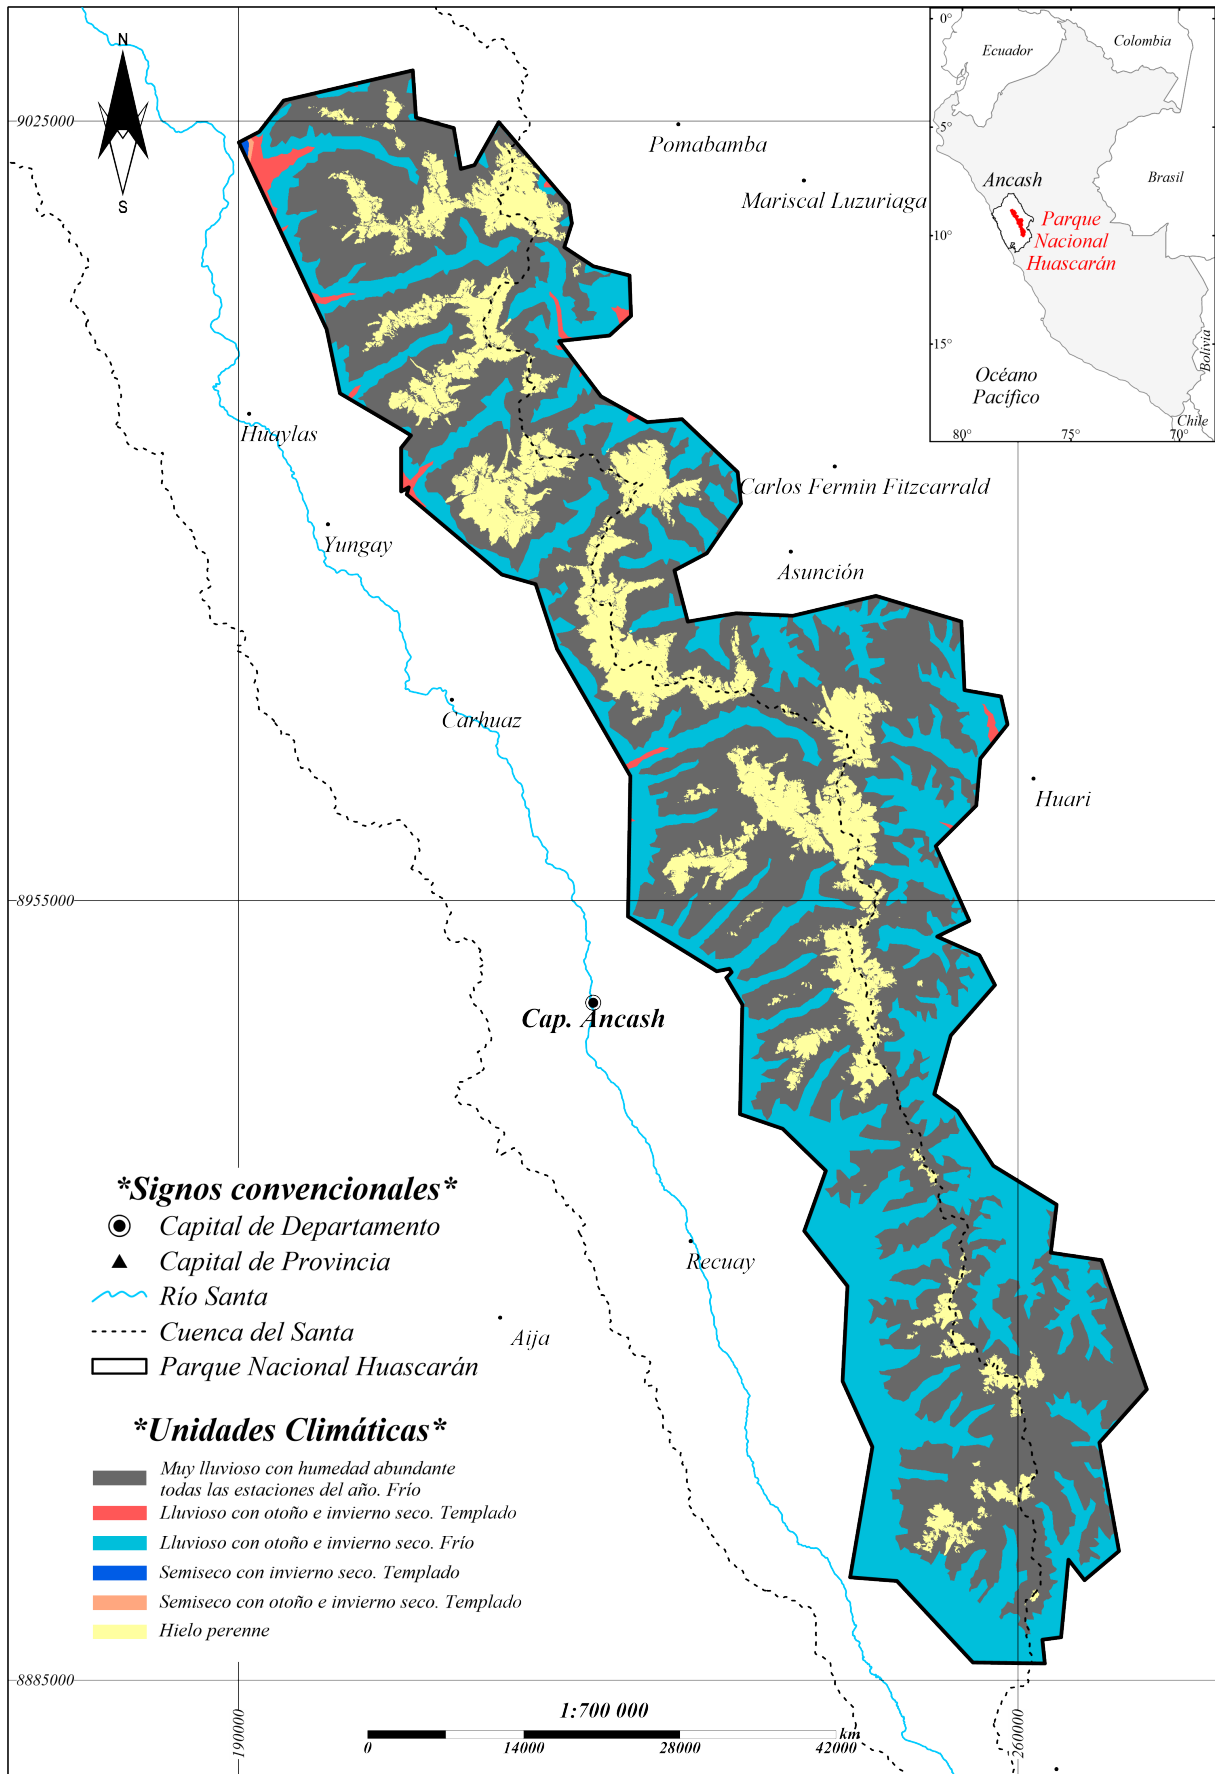 N
S
9025000
8955000
8885000
190000
260000
Pomabamba
Mariscal Luzuriaga
Huaylas
Yungay
Carlos Fermin Fitzcarrald
Asunción
Carhuaz
Huari
Cap. Ancash
Recuay
Aija
0°
5°
10°
15°
80°
75°
70°
Ecuador
Colombia
Brasil
Bolivia
Chile
Ancash
Parque
Nacional
Huascarán
Océano
Pacífico
*Signos convencionales*
Capital de Departamento
Capital de Provincia
Río Santa
Cuenca del Santa
Parque Nacional Huascarán
*Unidades Climáticas*
Muy lluvioso con humedad abundante
todas las estaciones del año. Frío
Lluvioso con otoño e invierno seco. Templado
Lluvioso con otoño e invierno seco. Frío
Semiseco con invierno seco. Templado
Semiseco con otoño e invierno seco. Templado
Hielo perenne
1:700 000
km
0 14000 28000 42000